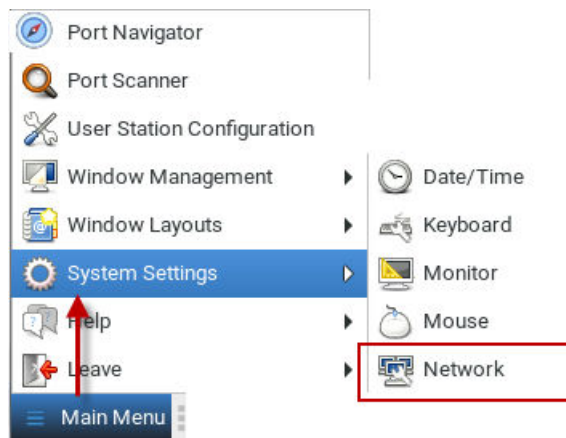 Port Navigator
Port Scanner
User Station Configuration
Window Management
Window Layouts
System Settings
Help
Leave
Main Menu
Date/Time
Keyboard
Monitor
Mouse
Network